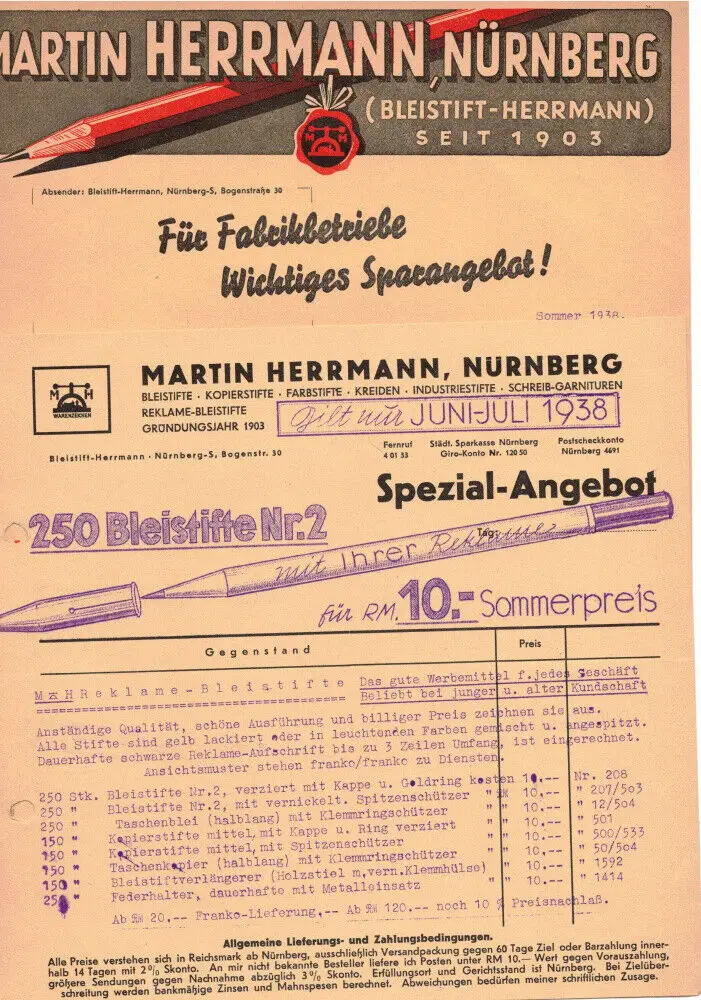 MARTIN HERRMANN, NÜRNBERG
(BLEISTIFT-HERRMANN)
SEIT 1903
M H
Absender: Bleistift-Herrmann, Nürnberg-S, Bogenstraße 30
Für Fabrikbetriebe
Wichtiges Sparangebot!
Sommer 1938.
M H
WARENZEICHEN
MARTIN HERRMANN, NÜRNBERG
BLEISTIFTE · KOPIERSTIFTE · FARBSTIFTE · KREIDEN · INDUSTRIESTIFTE · SCHREIB-GARNITUREN
REKLAME-BLEISTIFTE
GRÜNDUNGSJAHR 1903
Gilt nur JUNI-JULI 1938
Bleistift-Herrmann · Nürnberg-S, Bogenstr. 30
Fernruf 4 01 33
Städt. Sparkasse Nürnberg Giro-Konto Nr. 120 50
Postscheckkonto Nürnberg 4691
Spezial-Angebot
250 Bleistifte Nr.2
Tag:
mit Ihrer Reklame
für RM. 10.- Sommerpreis
Gegenstand Preis
M&H Reklame-Bleistifte
Das gute Werbemittel f.jedes Geschäft
Beliebt bei junger u. alter Kundschaft
Anständige Qualität, schöne Ausführung und billiger Preis zeichnen sie aus.
Alle Stifte sind gelb lackiert oder in leuchtenden Farben gemischt u. angespitzt.
Dauerhafte schwarze Reklame-Aufschrift bis zu 3 Zeilen Umfang, ist eingerechnet.
Ansichtsmuster stehen franko/franko zu Diensten.
250 Stk. Bleistifte Nr.2, verziert mit Kappe u. Goldring kosten 10,-- Nr. 208
250 " Bleistifte Nr.2, mit vernickelt. Spitzenschützer " RM 10,-- " 207/503
250 " Taschenblei (halblang) mit Klemmringschützer " " 10.-- " 12/504
150 " Kopierstifte mittel, mit Kappe u. Ring verziert " " 10.-- " 501
150 " Kopierstifte mittel, mit Spitzenschützer " " 10.-- " 500/533
150 " Taschenkopier (halblang) mit Klemmringschützer " " 10.-- " 50/504
150 " Bleistiftverlängerer (Holzstiel m,vern.Klemmhülse) " " 10.-- " 1592
250 " Federhalter, dauerhafte mit Metalleinsatz " " 10.-- " 1414
Ab RM 20,-- Franko-Lieferung,-- Ab RM 120.-- noch 10 % Preisnachlaß.
Allgemeine Lieferungs- und Zahlungsbedingungen.
Alle Preise verstehen sich in Reichsmark ab Nürnberg, ausschließlich Versandpackung gegen 60 Tage Ziel oder Barzahlung inner-
halb 14 Tagen mit 2% Skonto. An mir nicht bekannte Besteller liefere ich Posten unter RM 10.— Wert gegen Vorauszahlung,
größere Sendungen gegen Nachnahme abzüglich 3% Skonto. Erfüllungsort und Gerichtsstand ist Nürnberg. Bei Zielüber-
schreitung werden bankmäßige Zinsen und Mahnspesen berechnet. Abweichungen bedürfen meiner schriftlichen Zusage.